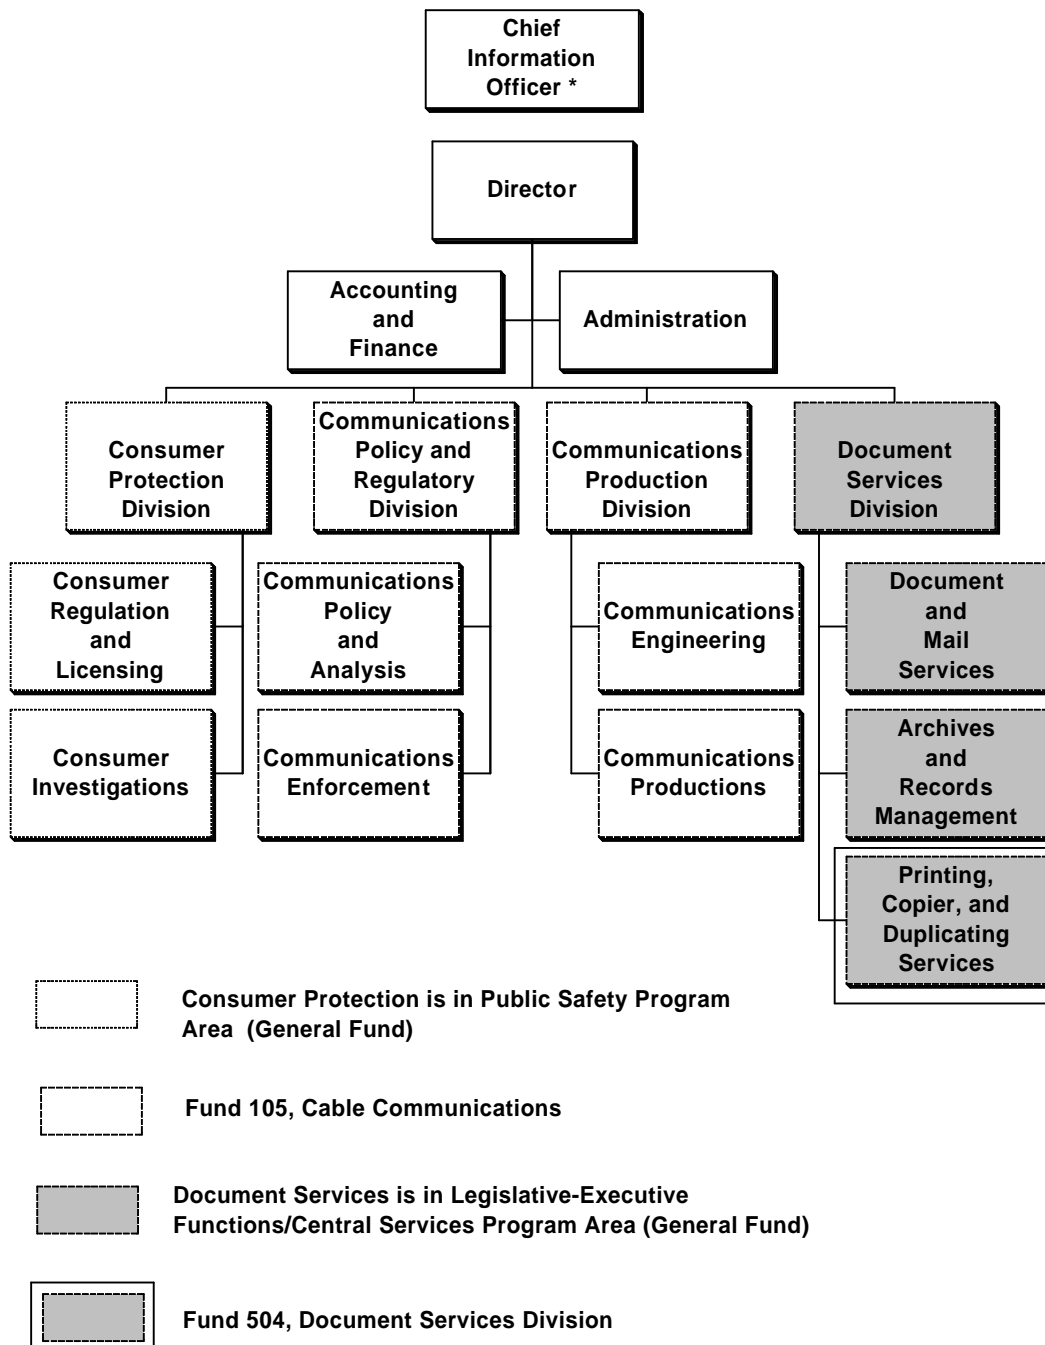 Chief
Information
Officer *
Director
Accounting
and
Finance
Administration
Consumer
Protection
Division
Communications
Policy and
Regulatory
Division
Communications
Production
Division
Document
Services
Division
Consumer
Regulation
and
Licensing
Communications
Policy
and
Analysis
Communications
Engineering
Document
and
Mail
Services
Consumer
Investigations
Communications
Enforcement
Communications
Productions
Archives
and
Records
Management
Printing,
Copier, and
Duplicating
Services
Consumer Protection is in Public Safety Program
Area (General Fund)
Fund 105, Cable Communications
Document Services is in Legislative-Executive
Functions/Central Services Program Area (General Fund)
Fund 504, Document Services Division